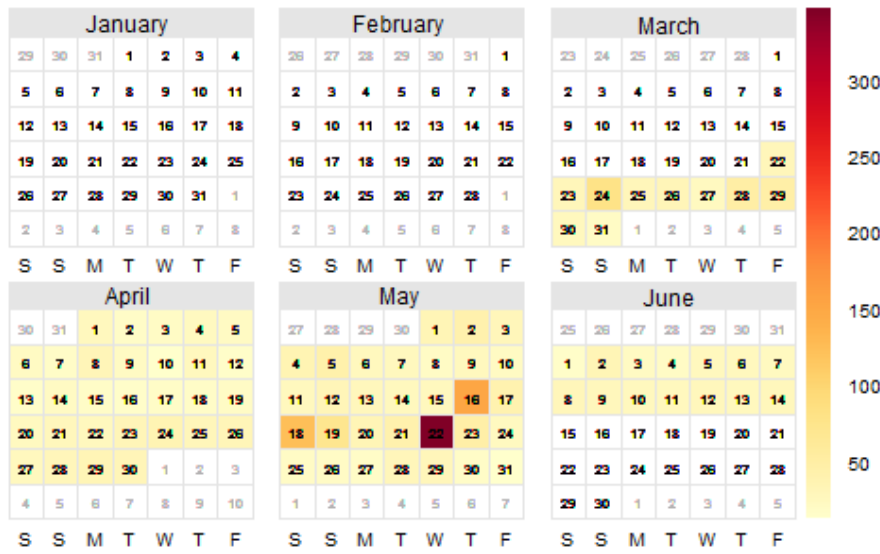 January
29 30 31 1 2 3 4
5 6 7 8 9 10 11
12 13 14 15 16 17 18
19 20 21 22 23 24 25
26 27 28 29 30 31 1
2 3 4 5 6 7 8
S S M T W T F
February
26 27 28 29 30 31 1
2 3 4 5 6 7 8
9 10 11 12 13 14 15
16 17 18 19 20 21 22
23 24 25 26 27 28 1
2 3 4 5 6 7 8
S S M T W T F
March
23 24 25 26 27 28 1
2 3 4 5 6 7 8
9 10 11 12 13 14 15
16 17 18 19 20 21 22
23 24 25 26 27 28 29
30 31 1 2 3 4 5
S S M T W T F
April
30 31 1 2 3 4 5
6 7 8 9 10 11 12
13 14 15 16 17 18 19
20 21 22 23 24 25 26
27 28 29 30 1 2 3
4 5 6 7 8 9 10
S S M T W T F
May
27 28 29 30 1 2 3
4 5 6 7 8 9 10
11 12 13 14 15 16 17
18 19 20 21 22 23 24
25 26 27 28 29 30 31
1 2 3 4 5 6 7
S S M T W T F
June
25 26 27 28 29 30 31
1 2 3 4 5 6 7
8 9 10 11 12 13 14
15 16 17 18 19 20 21
22 23 24 25 26 27 28
29 30 1 2 3 4 5
S S M T W T F
300
250
200
150
100
50